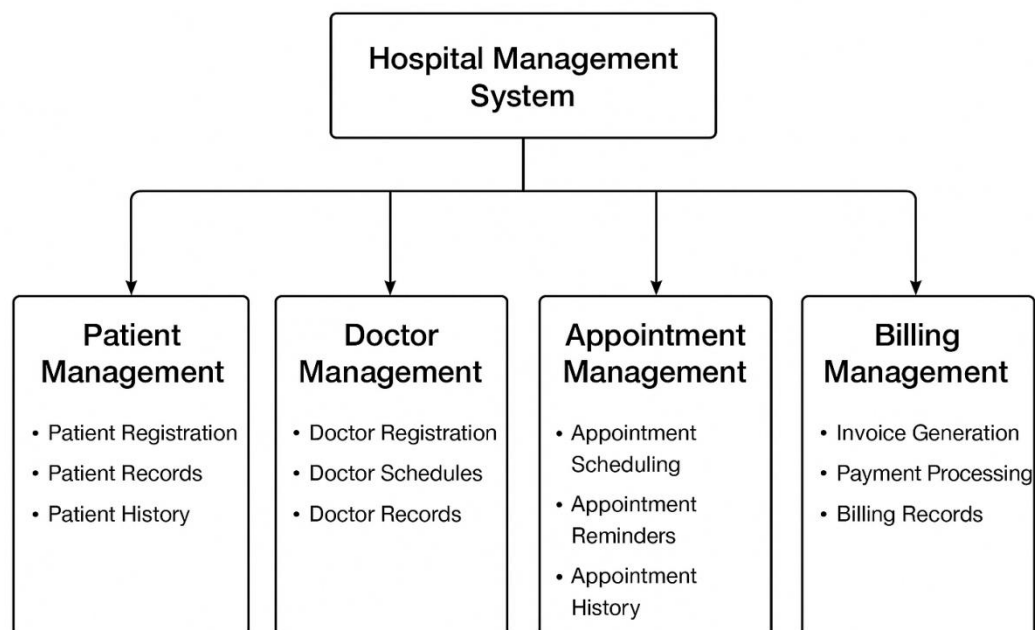 Hospital Management
System
Patient
Management
• Patient Registration
• Patient Records
• Patient History
Doctor
Management
• Doctor Registration
• Doctor Schedules
• Doctor Records
Appointment
Management
• Appointment
Scheduling
• Appointment
Reminders
• Appointment
History
Billing
Management
• Invoice Generation
• Payment Processing
• Billing Records